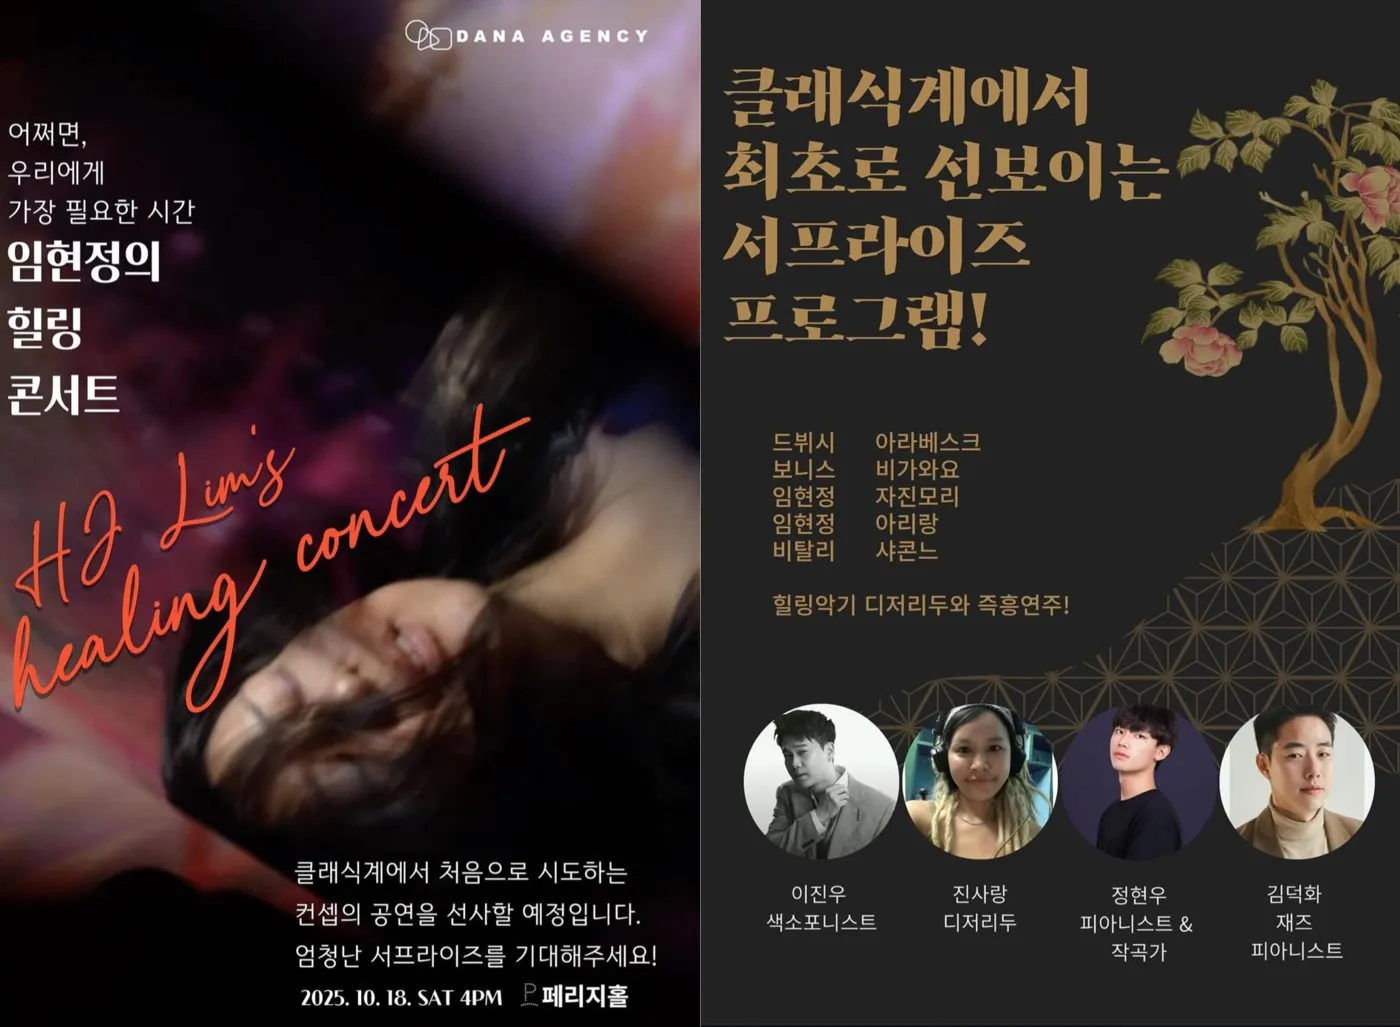 DANA AGENCY
어쩌면,
우리에게
가장 필요한 시간
임현정의
힐링
콘서트
HJ Lim's
healing concert
클래식계에서 처음으로 시도하는
컨셉의 공연을 선사할 예정입니다.
엄청난 서프라이즈를 기대해주세요!
2025. 10. 18. SAT 4PM 페리지홀
클래식계에서
최초로 선보이는
서프라이즈
프로그램!
드뷔시 아라베스크
보니스 비가와요
임현정 자진모리
임현정 아리랑
비탈리 샤콘느
힐링악기 디저리두와 즉흥연주!
이진우
색소포니스트
진사랑
디저리두
정현우
피아니스트 &
작곡가
김덕화
재즈
피아니스트